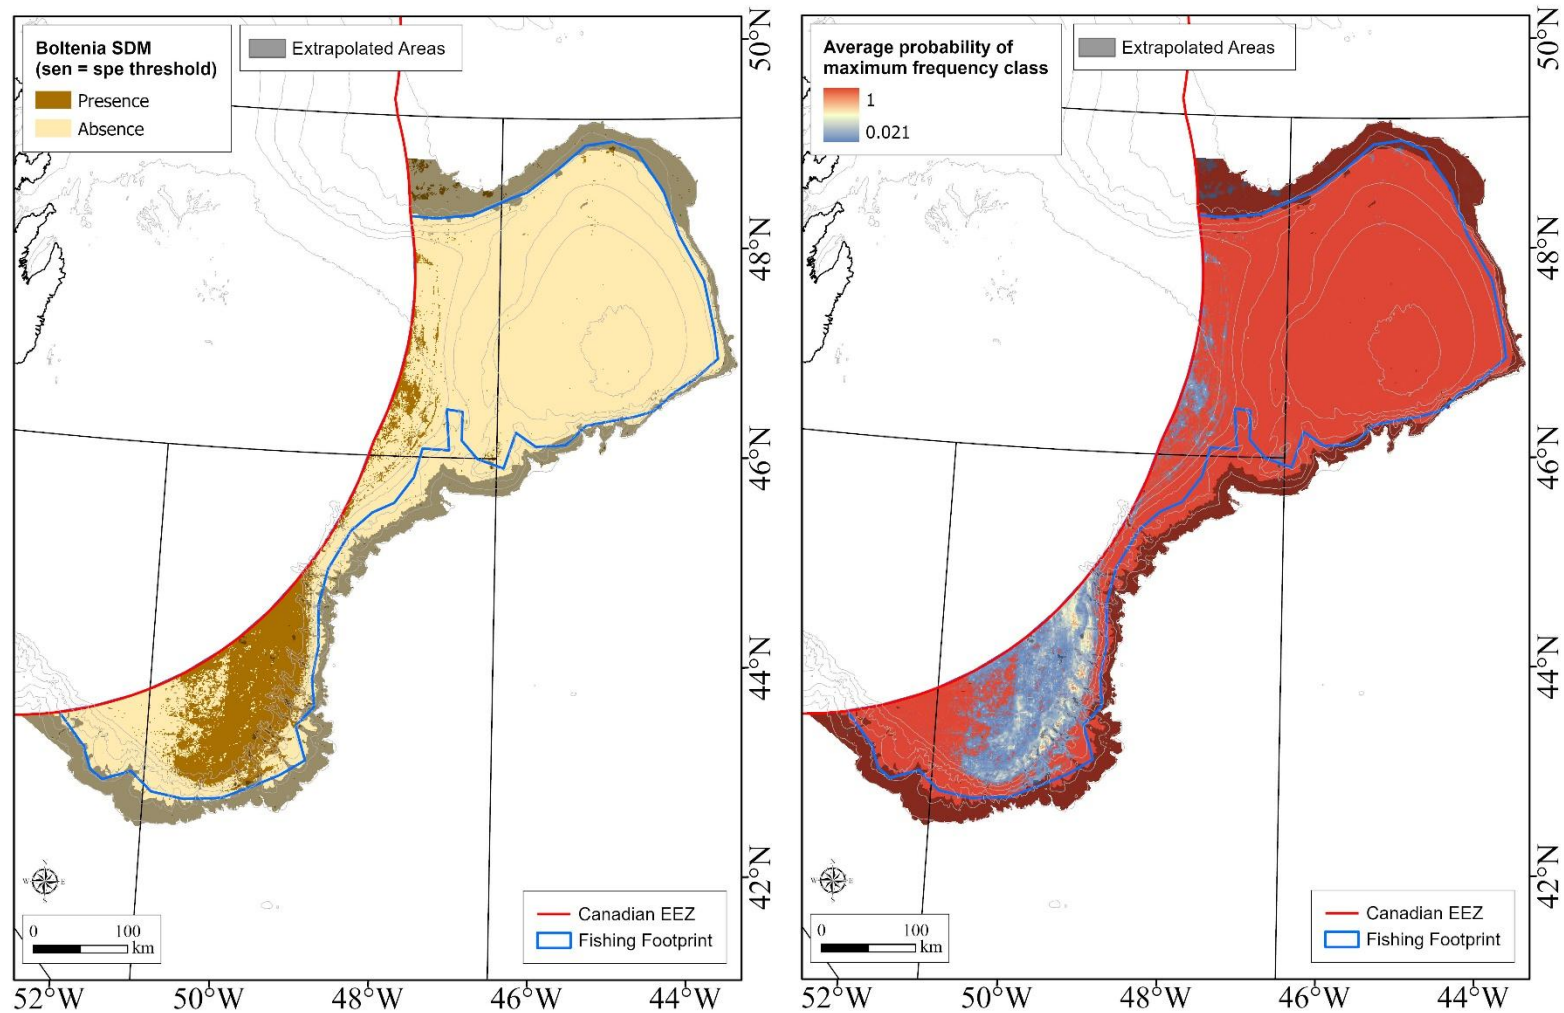 Boltenia SDM
(sen = spe threshold)
Presence
Absence
Extrapolated Areas
50°N
48°N
46°N
44°N
42°N
N
W E
S
0 100
km
Canadian EEZ
Fishing Footprint
52°W 50°W 48°W 46°W 44°W
Average probability of
maximum frequency class
1
0.021
Extrapolated Areas
50°N
48°N
46°N
44°N
42°N
N
W E
S
0 100
km
Canadian EEZ
Fishing Footprint
52°W 50°W 48°W 46°W 44°W